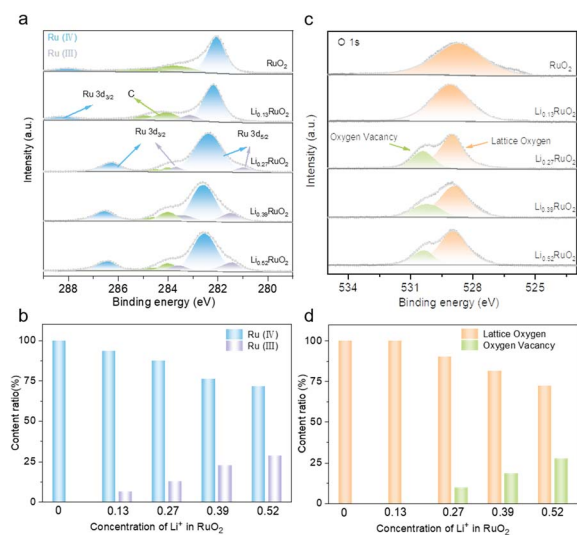 a
Ru (IV)
Ru (III)
RuO2
Ru 3d3/2
C
Li0.13RuO2
Ru 3d3/2
Ru 3d5/2
Li0.27RuO2
Li0.39RuO2
Li0.52RuO2
Intensity (a.u.)
288 286 284 282 280
Binding energy (eV)
c
O 1s
RuO2
Li0.13RuO2
Oxygen Vacancy
Lattice Oxygen
Li0.27RuO2
Li0.39RuO2
Li0.52RuO2
Intensity (a.u.)
534 531 528 525
Binding energy (eV)
b
Ru (IV)
Ru (III)
Content ratio(%)
100
75
50
25
0
0 0.13 0.27 0.39 0.52
Concentration of Li+ in RuO2
d
Lattice Oxygen
Oxygen Vacancy
Content ratio (%)
100
75
50
25
0
0 0.13 0.27 0.39 0.52
Concentration of Li+ in RuO2